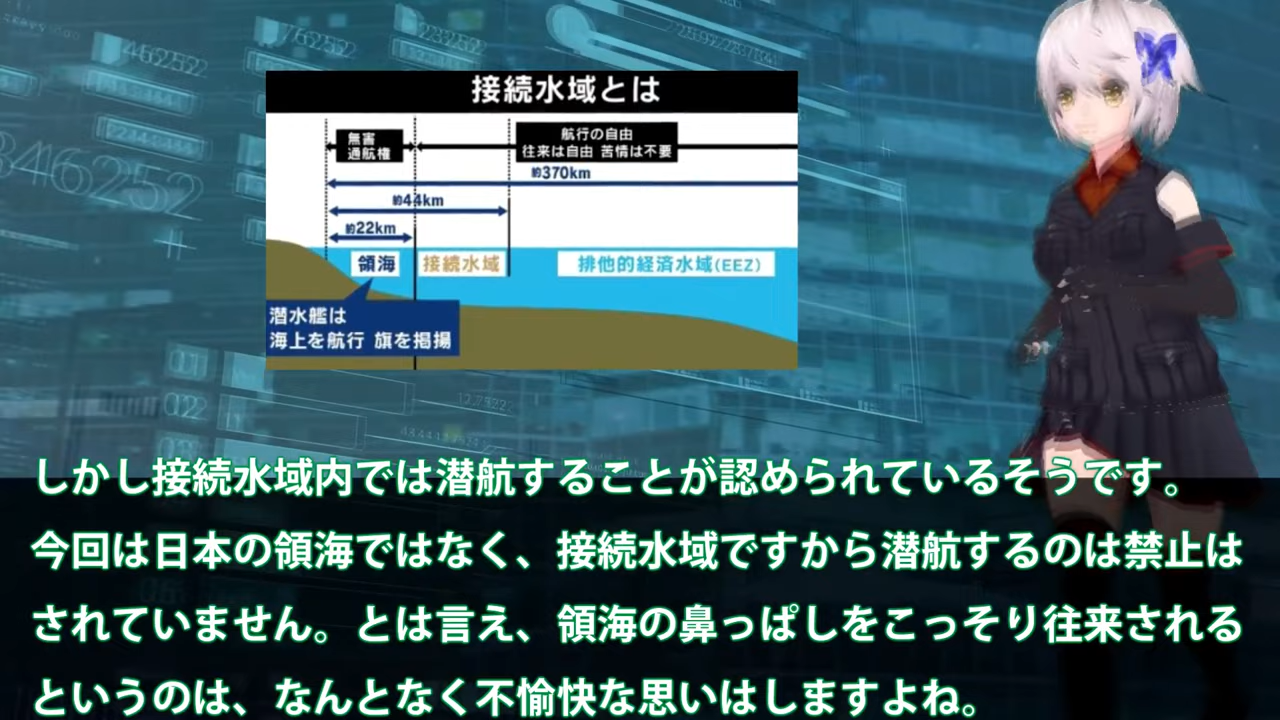 接続水域とは
無害
通航権
航行の自由
往来は自由 苦情は不要
約370km
約44km
約22km
領海
接続水域
排他的経済水域(EEZ)
潜水艦は
海上を航行 旗を掲揚
しかし接続水域内では潜航することが認められているそうです。
今回は日本の領海ではなく、接続水域ですから潜航するのは禁止は
されていません。とは言え、領海の鼻っぱしをこっそり往来される
というのは、なんとなく不愉快な思いはしますよね。